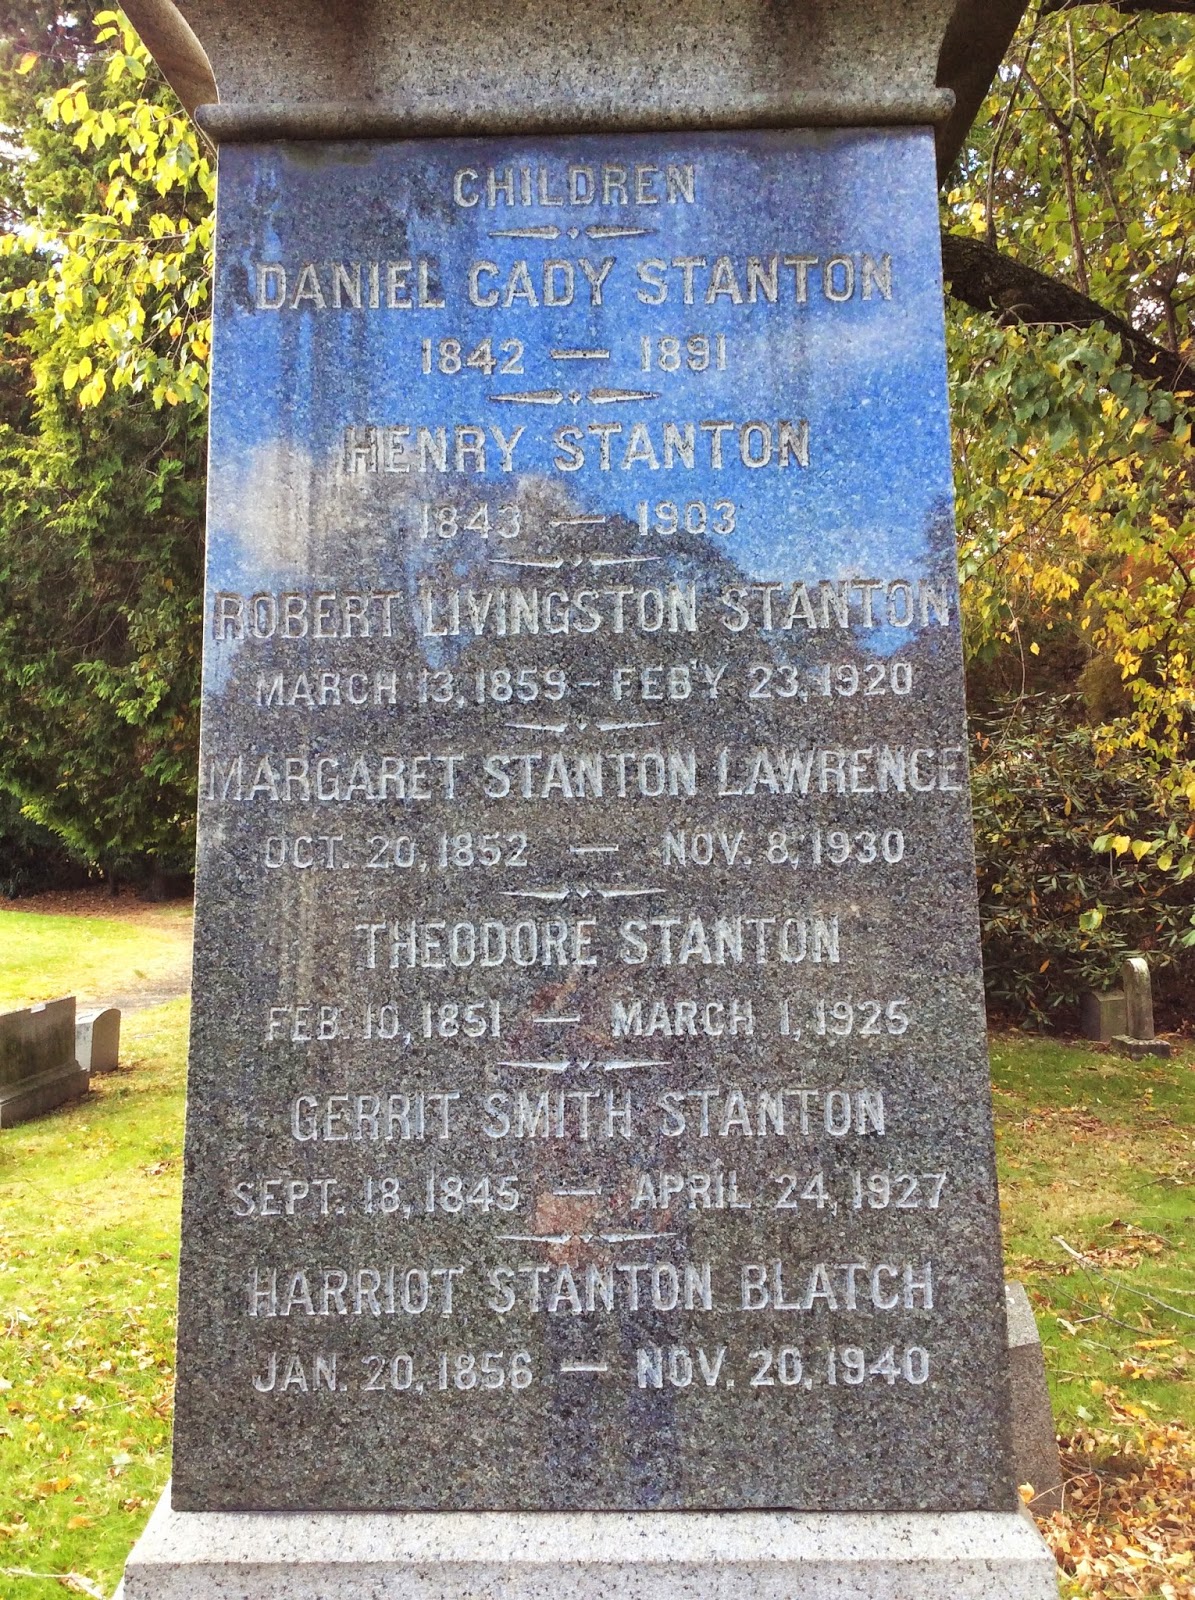 CHILDREN
DANIEL CADY STANTON
1842 — 1891
HENRY STANTON
1843 — 1903
ROBERT LIVINGSTON STANTON
MARCH 13, 1859 – FEB'Y 23, 1920
MARGARET STANTON LAWRENCE
OCT. 20, 1852 — NOV. 8, 1930
THEODORE STANTON
FEB. 10, 1851 — MARCH 1, 1925
GERRIT SMITH STANTON
SEPT. 18, 1845 — APRIL 24, 1927
HARRIOT STANTON BLATCH
JAN. 20, 1856 — NOV. 20, 1940